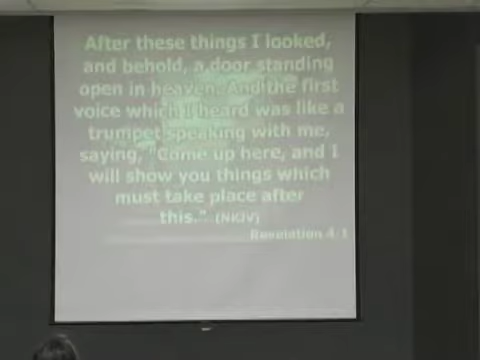 After these things I looked,
and behold, a door standing
open in heaven. And the first
voice which I heard was like a
trumpet speaking with me,
saying, "Come up here, and I
will show you things which
must take place after
this." (NKJV)
Revelation 4:1